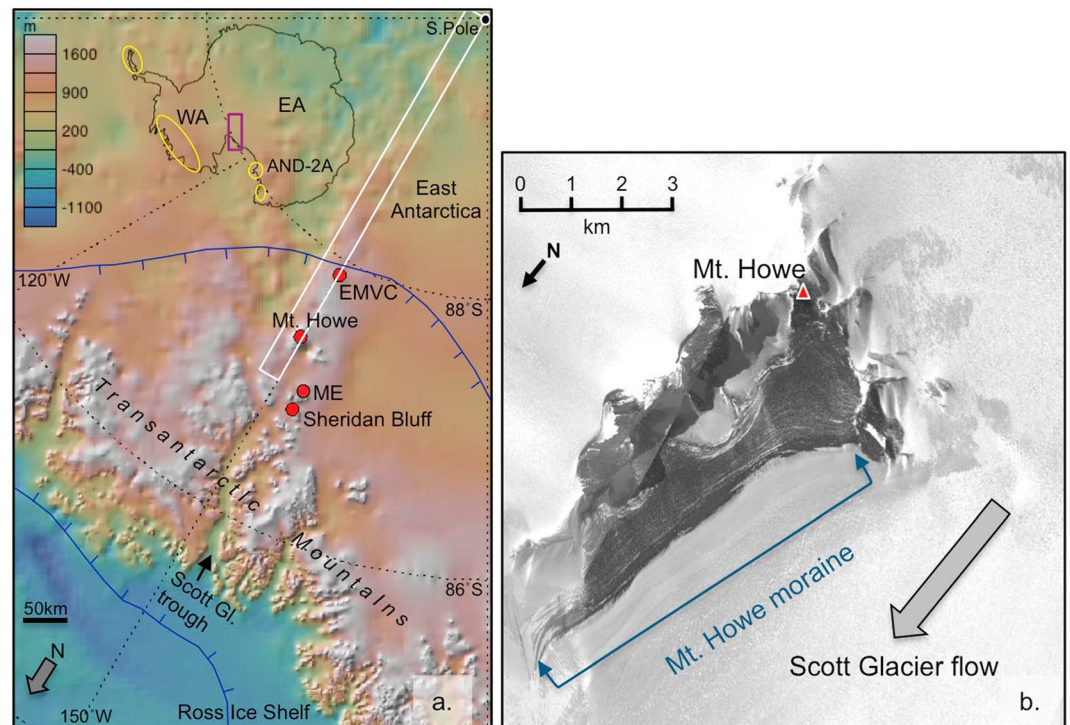 m
1600
900
200
-400
-1100
S.Pole
WA
EA
AND-2A
East
Antarctica
120˚W
EMVC
88˚S
Mt. Howe
ME
Sheridan Bluff
Transantarctic
Mountains
Scott Gl.
trough
86˚S
50km
N
150˚W
Ross Ice Shelf
a.
0 1 2 3
km
N
Mt. Howe
Mt. Howe moraine
Scott Glacier flow
b.